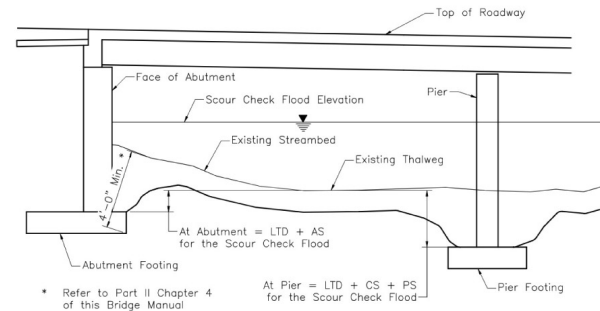 Top of Roadway
Face of Abutment
Scour Check Flood Elevation
Pier
Existing Streambed
Existing Thalweg
4'-0" Min. *
At Abutment = LTD + AS
for the Scour Check Flood
Abutment Footing
At Pier = LTD + CS + PS
for the Scour Check Flood
Pier Footing
* Refer to Part II Chapter 4
of this Bridge Manual